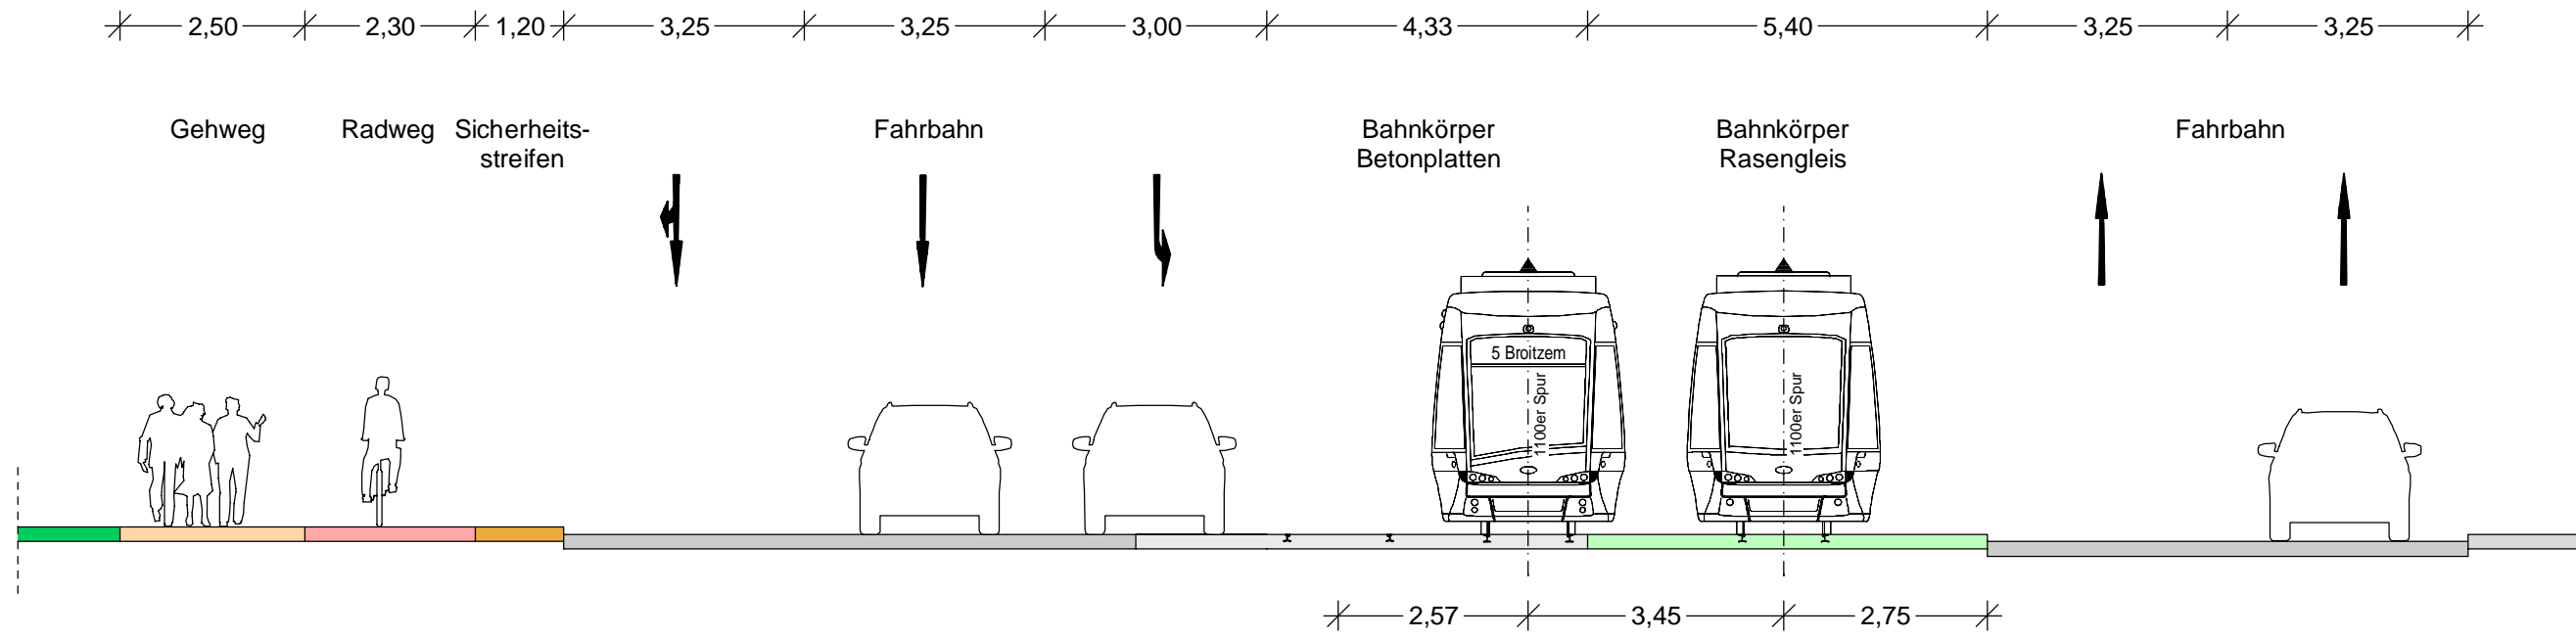 2,50 2,30 1,20 3,25 3,25 3,00 4,33 5,40 3,25 3,25
Gehweg Radweg Sicherheits- Fahrbahn Bahnkörper Bahnkörper Fahrbahn
streifen Betonplatten Rasengleis
5 Broitzem
1100er Spur 1100er Spur
2,57 3,45 2,75